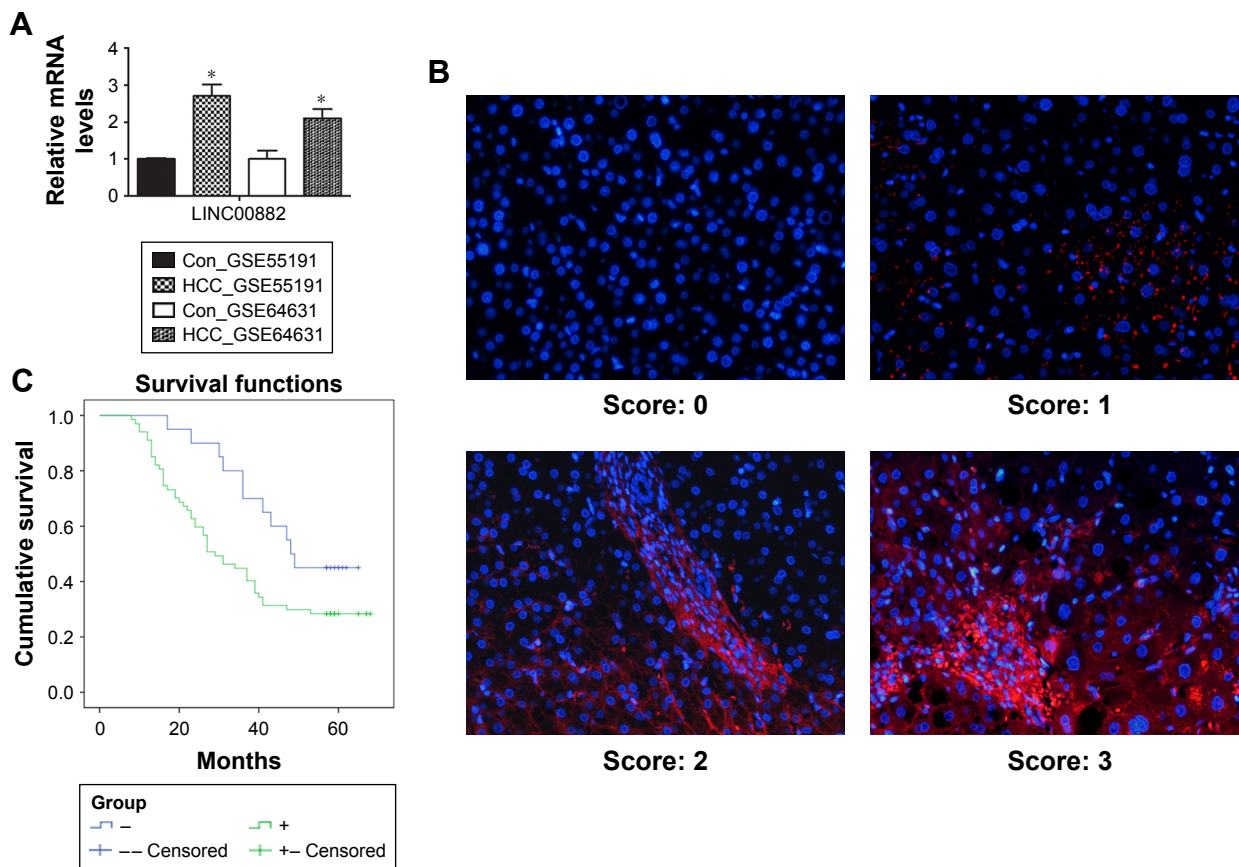 A
Relative mRNA
levels
4
3
2
1
0
*
*
LINC00882
Con_GSE55191
HCC_GSE55191
Con_GSE64631
HCC_GSE64631
B
Score: 0
Score: 1
Score: 2
Score: 3
C
Survival functions
Cumulative survival
1.0
0.8
0.6
0.4
0.2
0.0
0 20 40 60
Months
Group
– +
–– Censored +– Censored